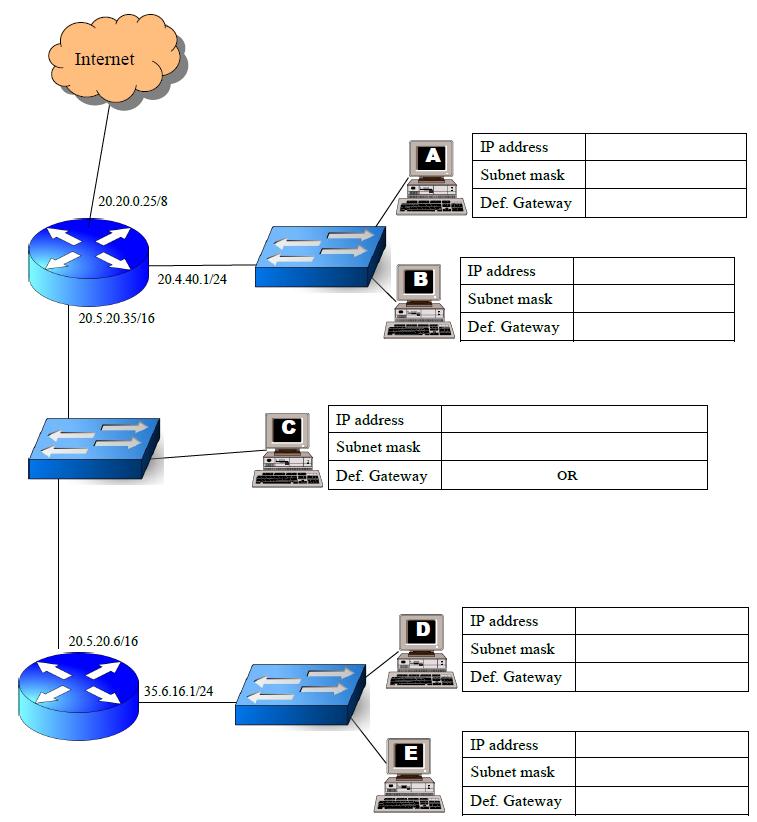 Internet
20.20.0.25/8
A
IP address
Subnet mask
Def. Gateway
20.4.40.1/24
B
IP address
Subnet mask
Def. Gateway
20.5.20.35/16
C
IP address
Subnet mask
Def. Gateway OR
20.5.20.6/16
D
IP address
Subnet mask
Def. Gateway
35.6.16.1/24
E
IP address
Subnet mask
Def. Gateway